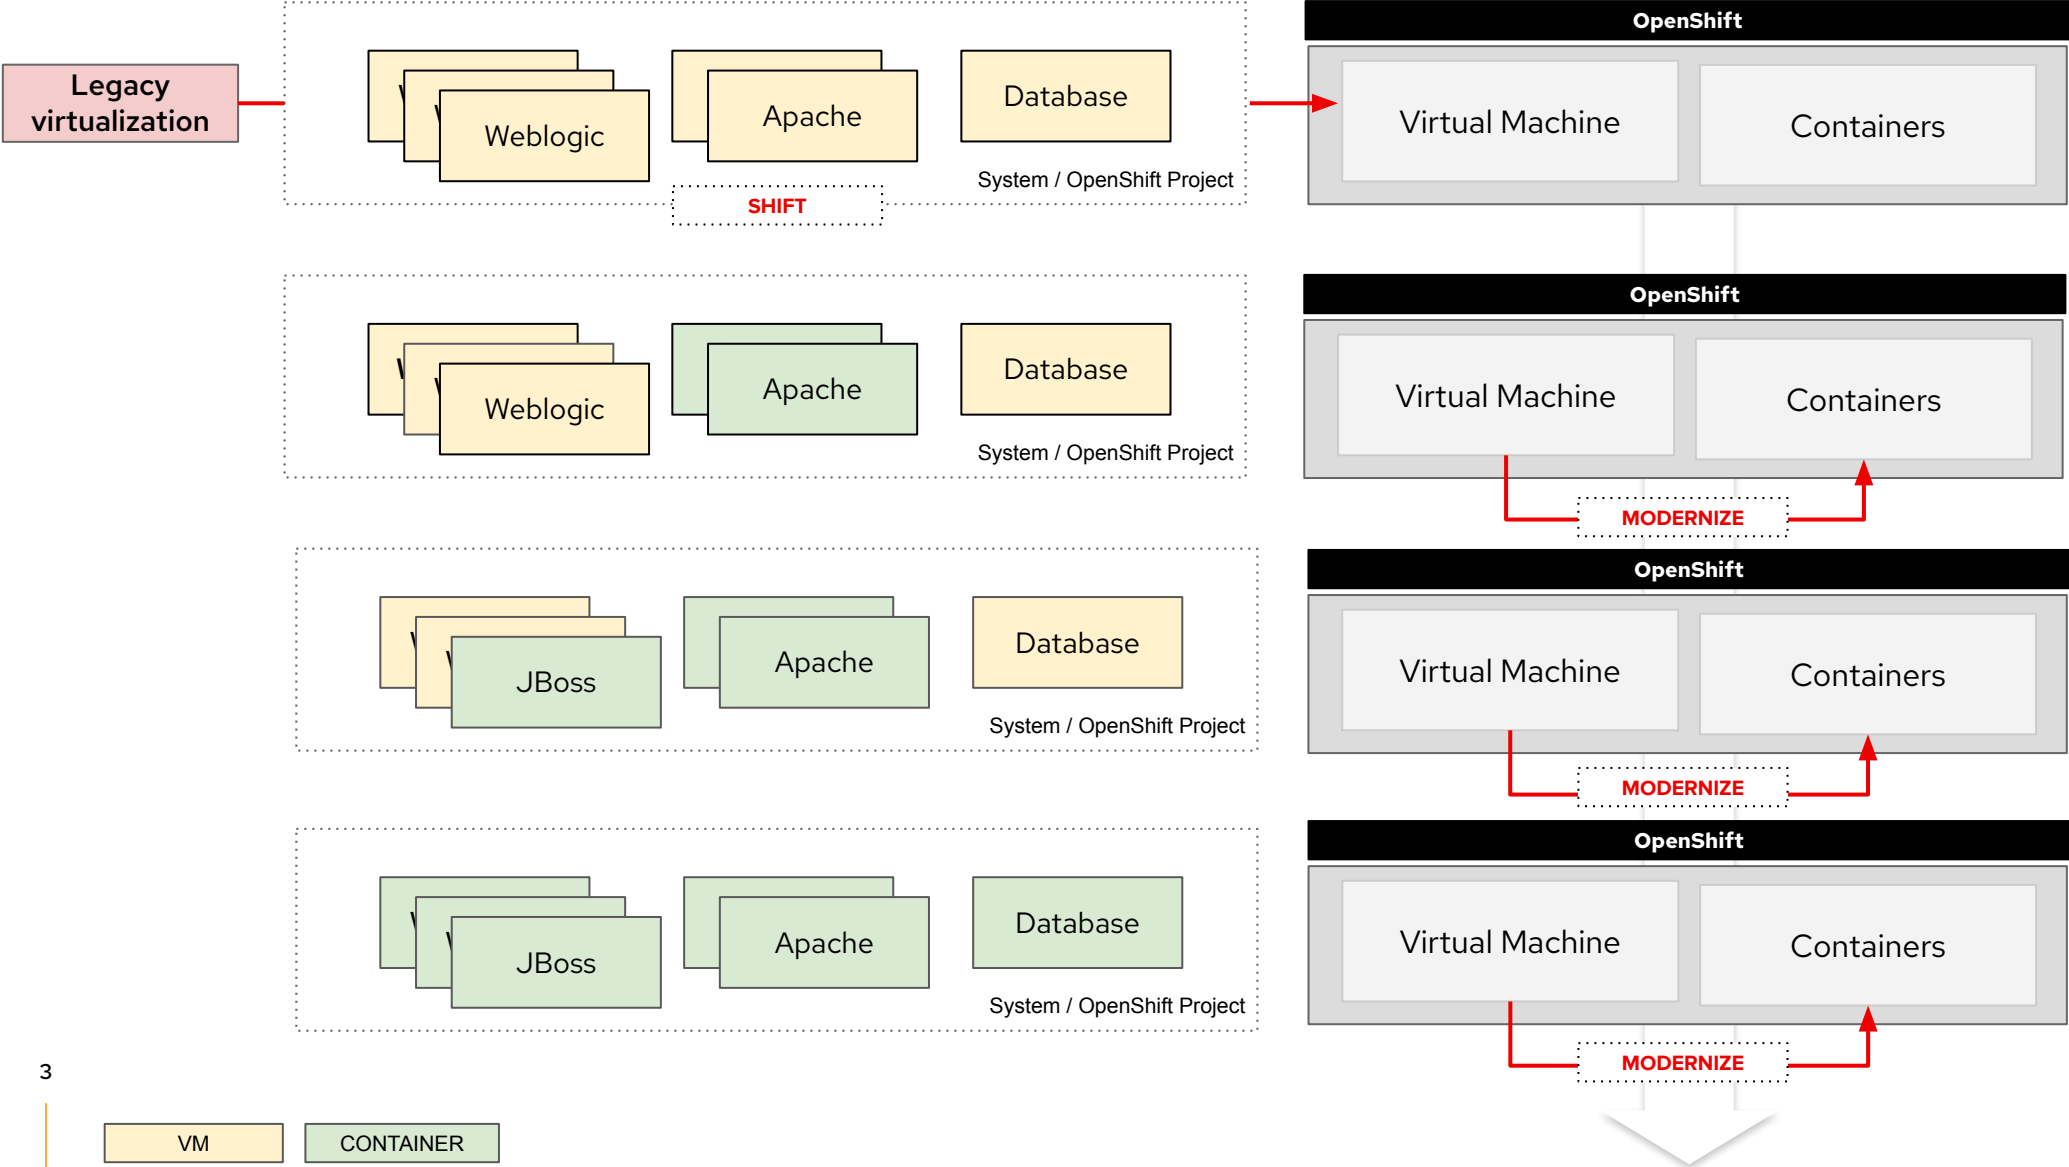 OpenShift
Legacy
virtualization
Weblogic
Apache
Database
Virtual Machine
Containers
System / OpenShift Project
SHIFT
OpenShift
Weblogic
Apache
Database
Virtual Machine
Containers
System / OpenShift Project
MODERNIZE
OpenShift
JBoss
Apache
Database
Virtual Machine
Containers
System / OpenShift Project
MODERNIZE
OpenShift
JBoss
Apache
Database
Virtual Machine
Containers
System / OpenShift Project
MODERNIZE
3
VM
CONTAINER